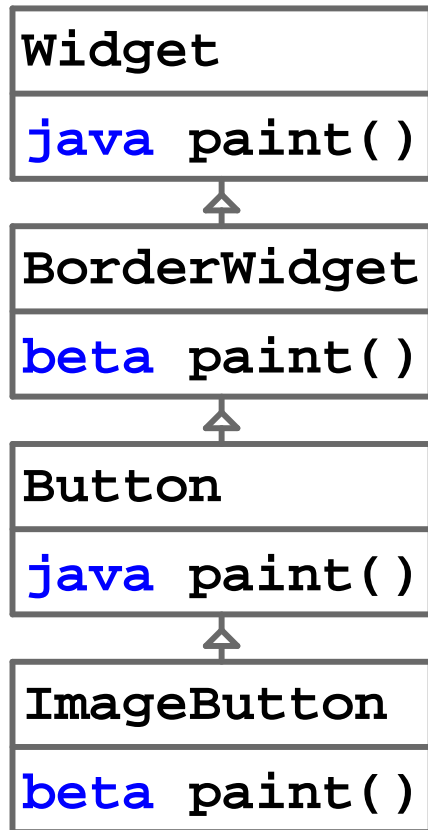 Widget
java paint()
BorderWidget
beta paint()
Button
java paint()
ImageButton
beta paint()